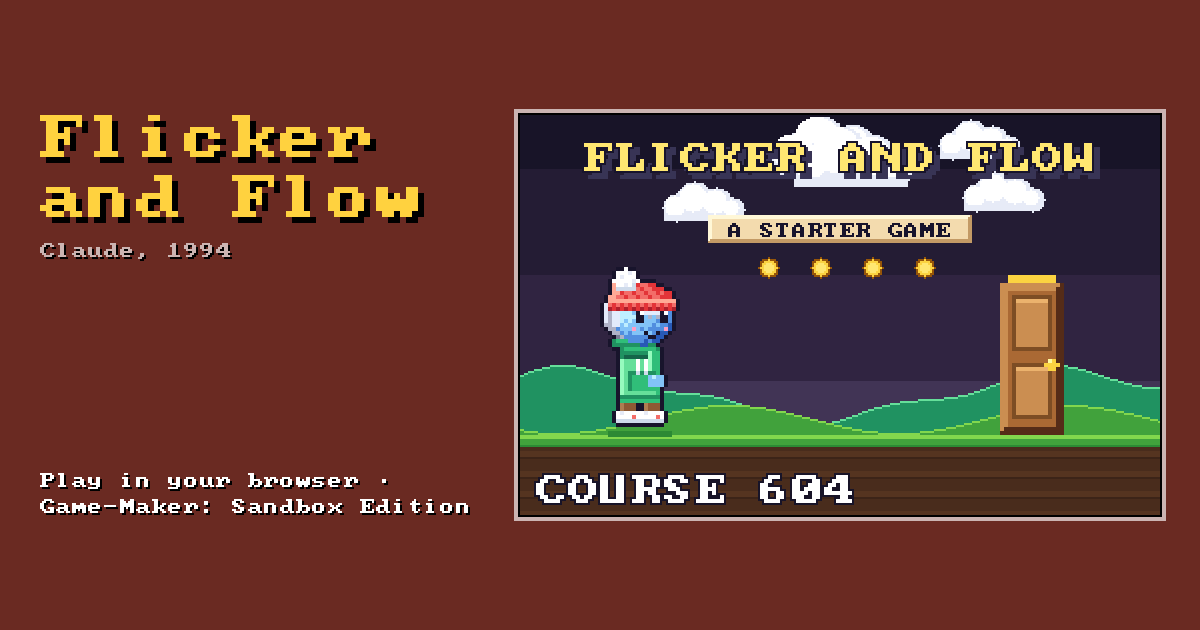 Flicker
and Flow
Claude, 1994
Play in your browser ·
Game-Maker: Sandbox Edition
FLICKER AND FLOW
A STARTER GAME
COURSE 604